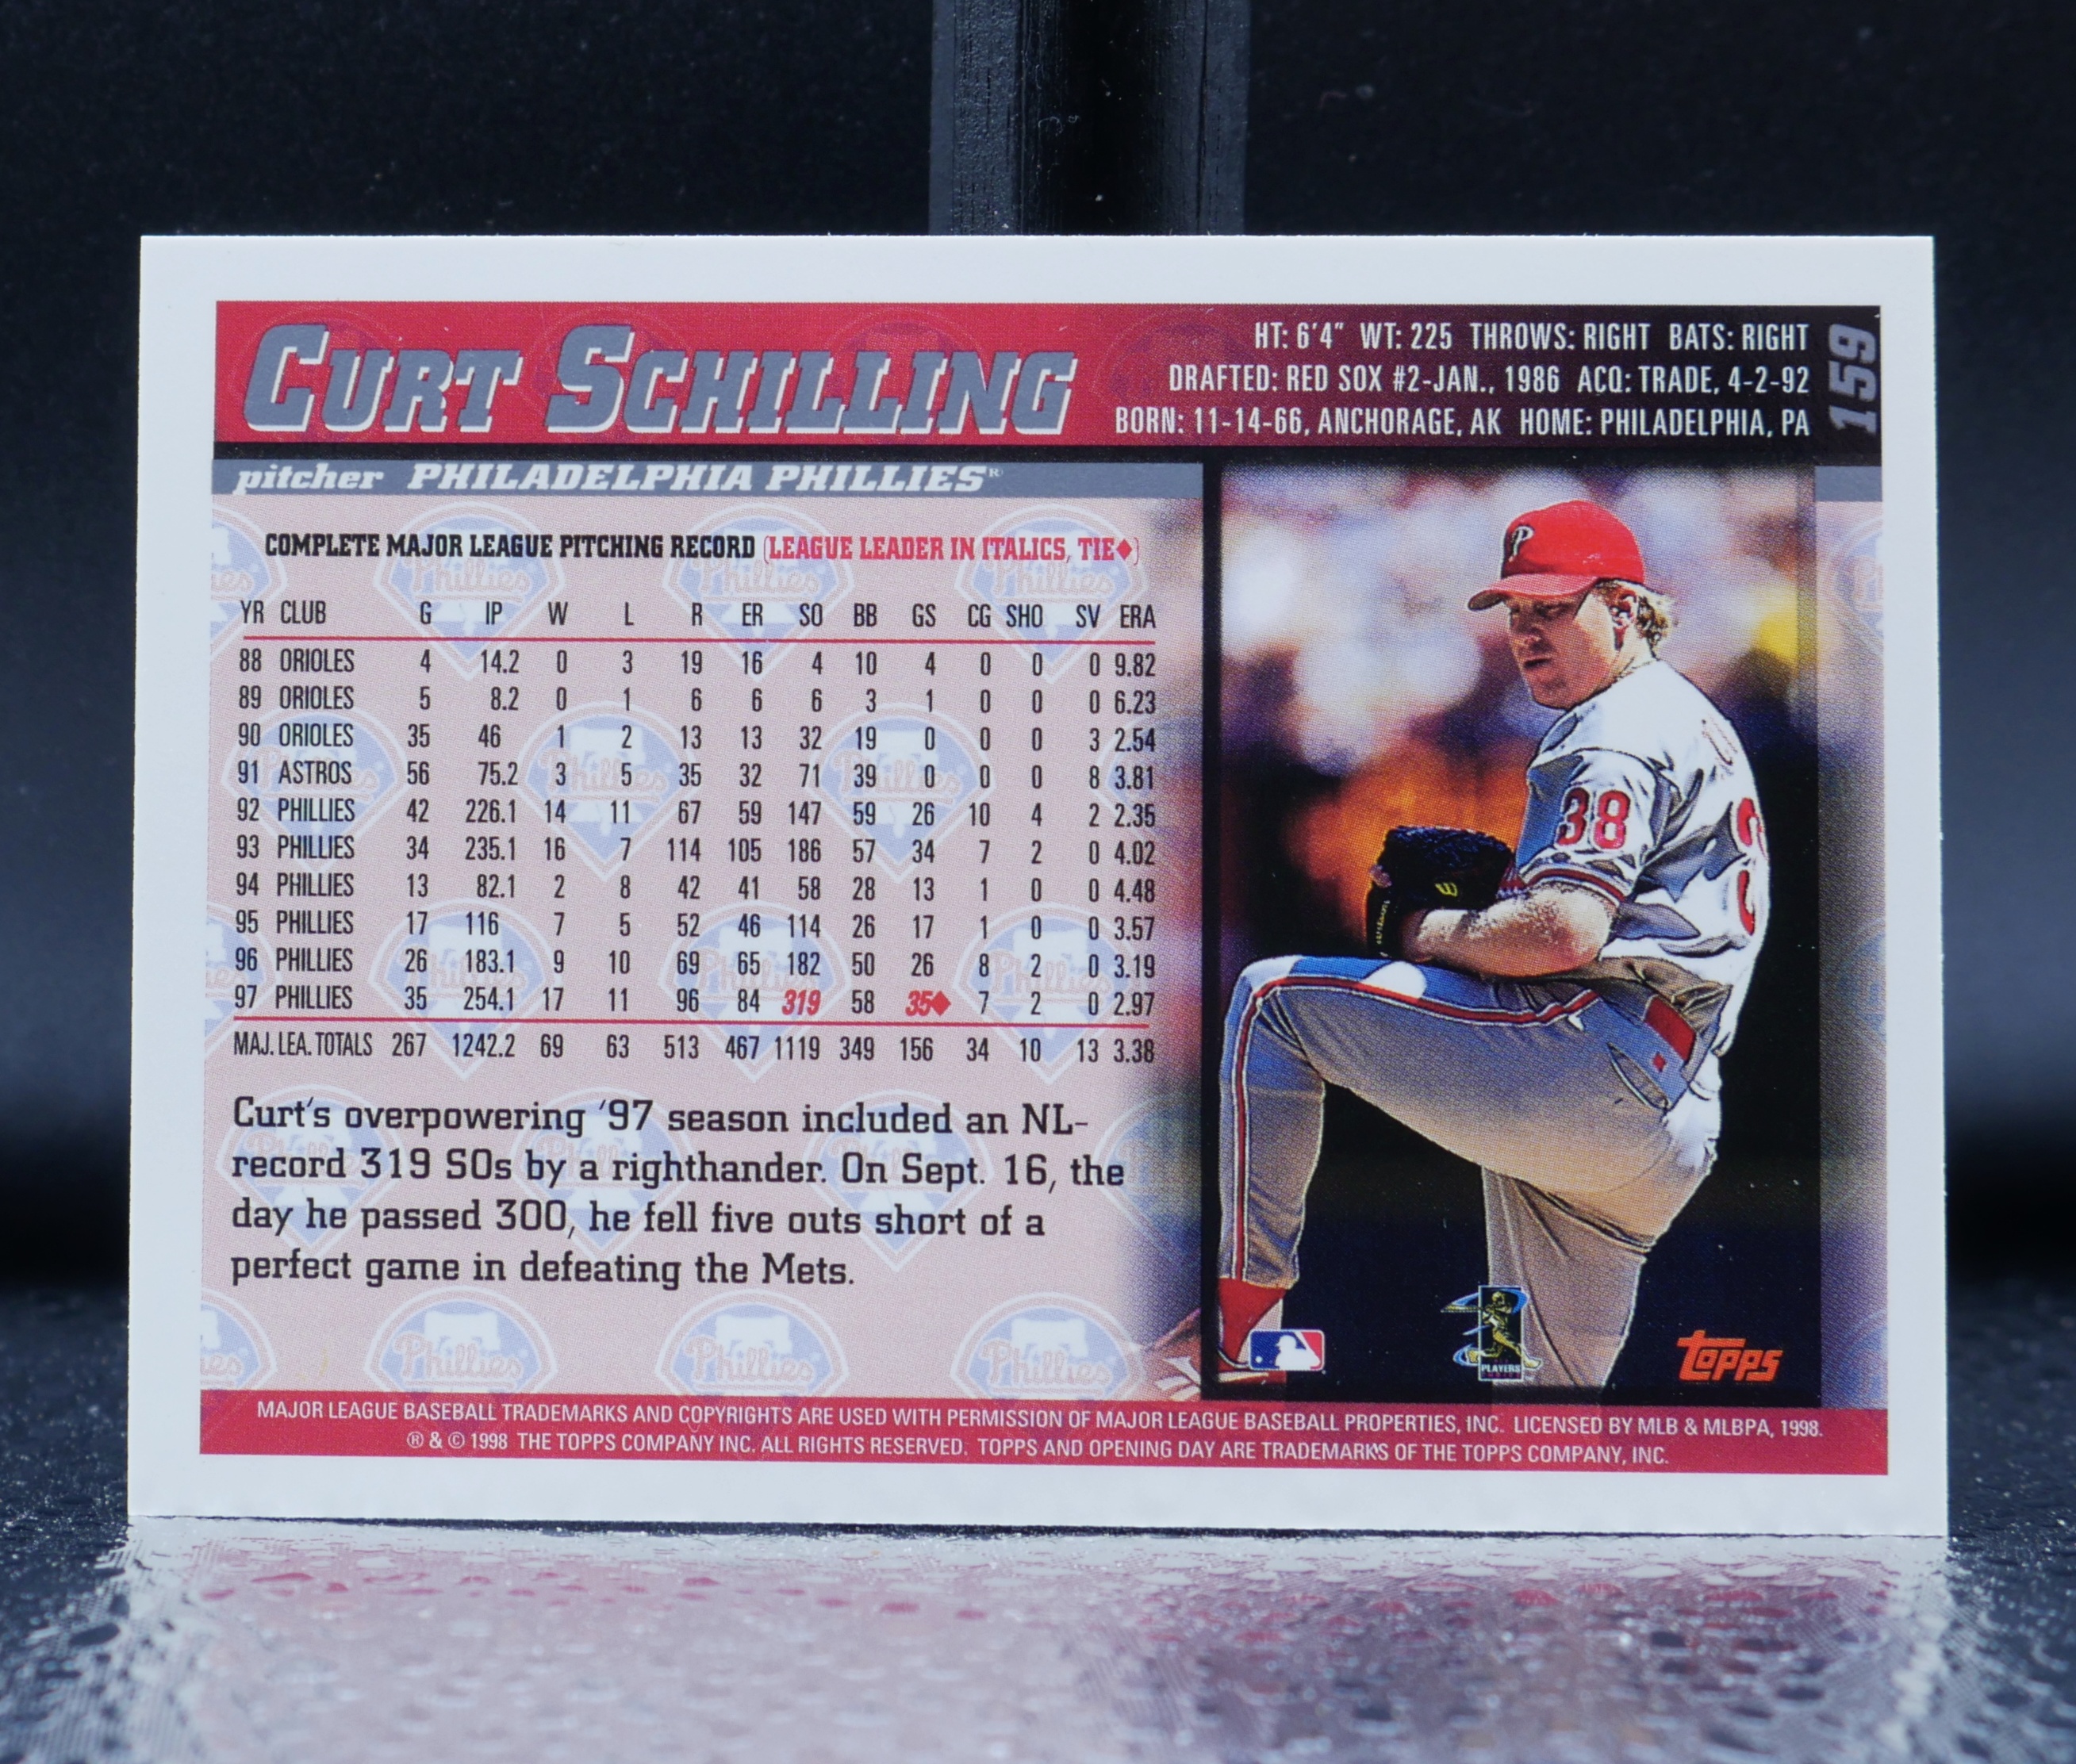 CURT SCHILLING
HT: 6'4" WT: 225 THROWS: RIGHT BATS: RIGHT
DRAFTED: RED SOX #2-JAN., 1986 ACQ: TRADE, 4-2-92
BORN: 11-14-66, ANCHORAGE, AK HOME: PHILADELPHIA, PA
159
pitcher PHILADELPHIA PHILLIES®
COMPLETE MAJOR LEAGUE PITCHING RECORD (LEAGUE LEADER IN ITALICS, TIE♦)
YR CLUB G IP W L R ER SO BB GS CG SHO SV ERA
88 ORIOLES 4 14.2 0 3 19 16 4 10 4 0 0 0 9.82
89 ORIOLES 5 8.2 0 1 6 6 6 3 1 0 0 0 6.23
90 ORIOLES 35 46 1 2 13 13 32 19 0 0 0 3 2.54
91 ASTROS 56 75.2 3 5 35 32 71 39 0 0 0 8 3.81
92 PHILLIES 42 226.1 14 11 67 59 147 59 26 10 4 2 2.35
93 PHILLIES 34 235.1 16 7 114 105 186 57 34 7 2 0 4.02
94 PHILLIES 13 82.1 2 8 42 41 58 28 13 1 0 0 4.48
95 PHILLIES 17 116 7 5 52 46 114 26 17 1 0 0 3.57
96 PHILLIES 26 183.1 9 10 69 65 182 50 26 8 2 0 3.19
97 PHILLIES 35 254.1 17 11 96 84 319 58 35♦ 7 2 0 2.97
MAJ. LEA. TOTALS 267 1242.2 69 63 513 467 1119 349 156 34 10 13 3.38
Curt's overpowering '97 season included an NL-
record 319 SOs by a righthander. On Sept. 16, the
day he passed 300, he fell five outs short of a
perfect game in defeating the Mets.
P
38
PLAYERS
TOPPS
Phillies
MAJOR LEAGUE BASEBALL TRADEMARKS AND COPYRIGHTS ARE USED WITH PERMISSION OF MAJOR LEAGUE BASEBALL PROPERTIES, INC. LICENSED BY MLB & MLBPA, 1998.
® & © 1998 THE TOPPS COMPANY INC. ALL RIGHTS RESERVED. TOPPS AND OPENING DAY ARE TRADEMARKS OF THE TOPPS COMPANY, INC.